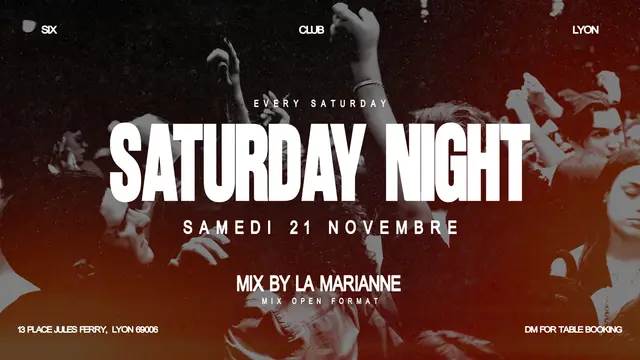 SIX CLUB LYON
EVERY SATURDAY
SATURDAY NIGHT
SAMEDI 21 NOVEMBRE
MIX BY LA MARIANNE
MIX OPEN FORMAT
13 PLACE JULES FERRY, LYON 69006
DM FOR TABLE BOOKING